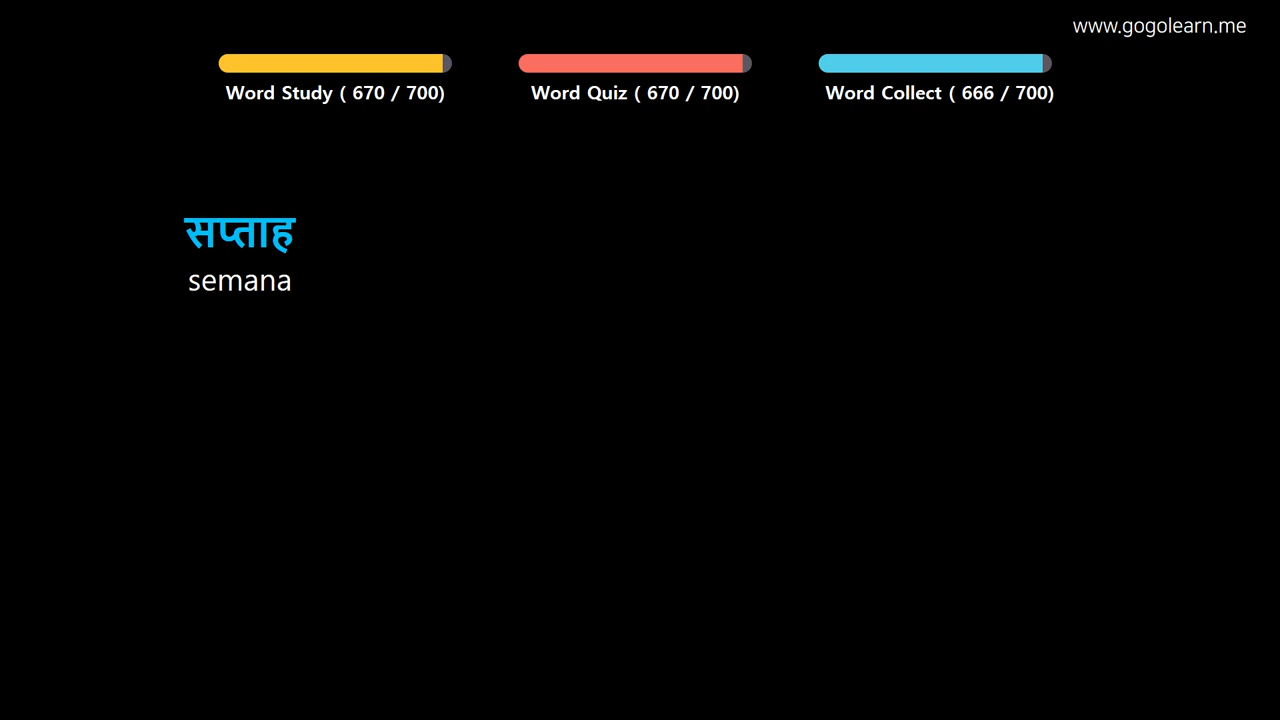 www.gogolearn.me
Word Study ( 670 / 700)
Word Quiz ( 670 / 700)
Word Collect ( 666 / 700)
सप्ताह
semana